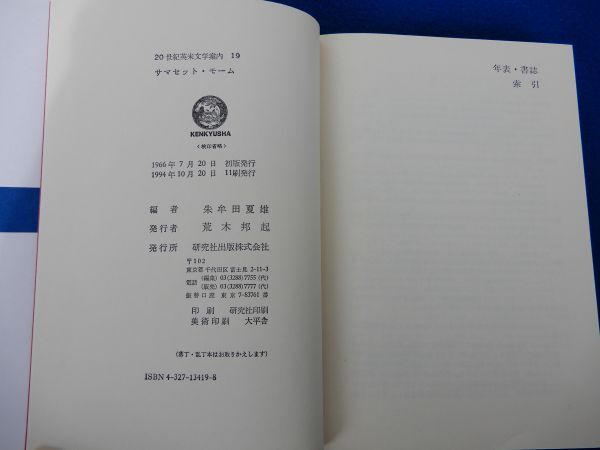 20世紀英米文学案内 19
サマセット・モーム
KENKYUSHA
〈検印省略〉
1966年 7月20日 初版発行
1994年10月20日 11刷発行
編者 朱牟田夏雄
発行者 荒木邦起
発行所 研究社出版株式会社
〒102
東京都千代田区富士見 2-11-3
電話 (編集) 03(3288)7755 (代)
(販売) 03(3288)7777 (代)
振替口座 東京 7-83761 番
印刷 研究社印刷
美術印刷 大平舎
(落丁・乱丁本はお取りかえします)
ISBN 4-327-13419-8
年表・書誌
索引